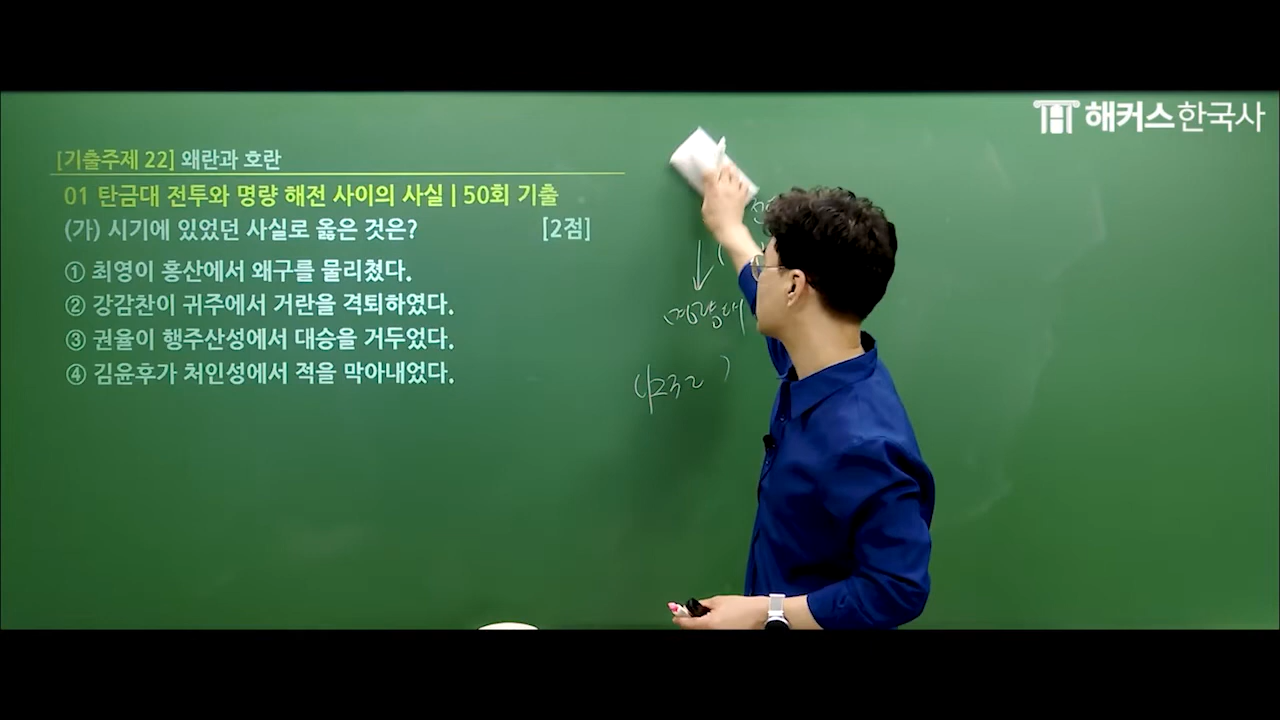 해커스한국사
[기출주제 22] 왜란과 호란
01 탄금대 전투와 명량 해전 사이의 사실 | 50회 기출
(가) 시기에 있었던 사실로 옳은 것은? [2점]
① 최영이 홍산에서 왜구를 물리쳤다.
② 강감찬이 귀주에서 거란을 격퇴하였다.
③ 권율이 행주산성에서 대승을 거두었다.
④ 김윤후가 처인성에서 적을 막아내었다.
명량대